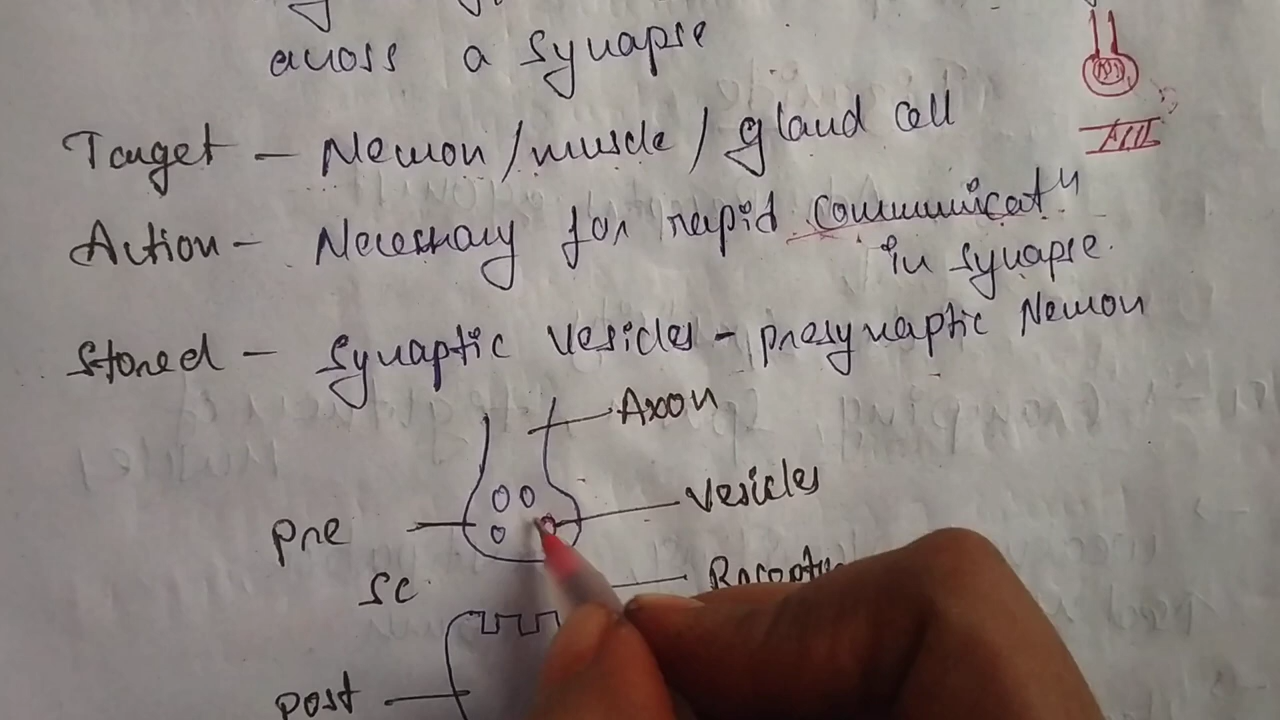 across a synapse
Target - Neuron/muscle/gland cell
Action - Necessary for rapid communicatⁿ
in synapse.
Stored - synaptic vesicles - presynaptic Neuron
Axon
Vesicles
pre
sc
post